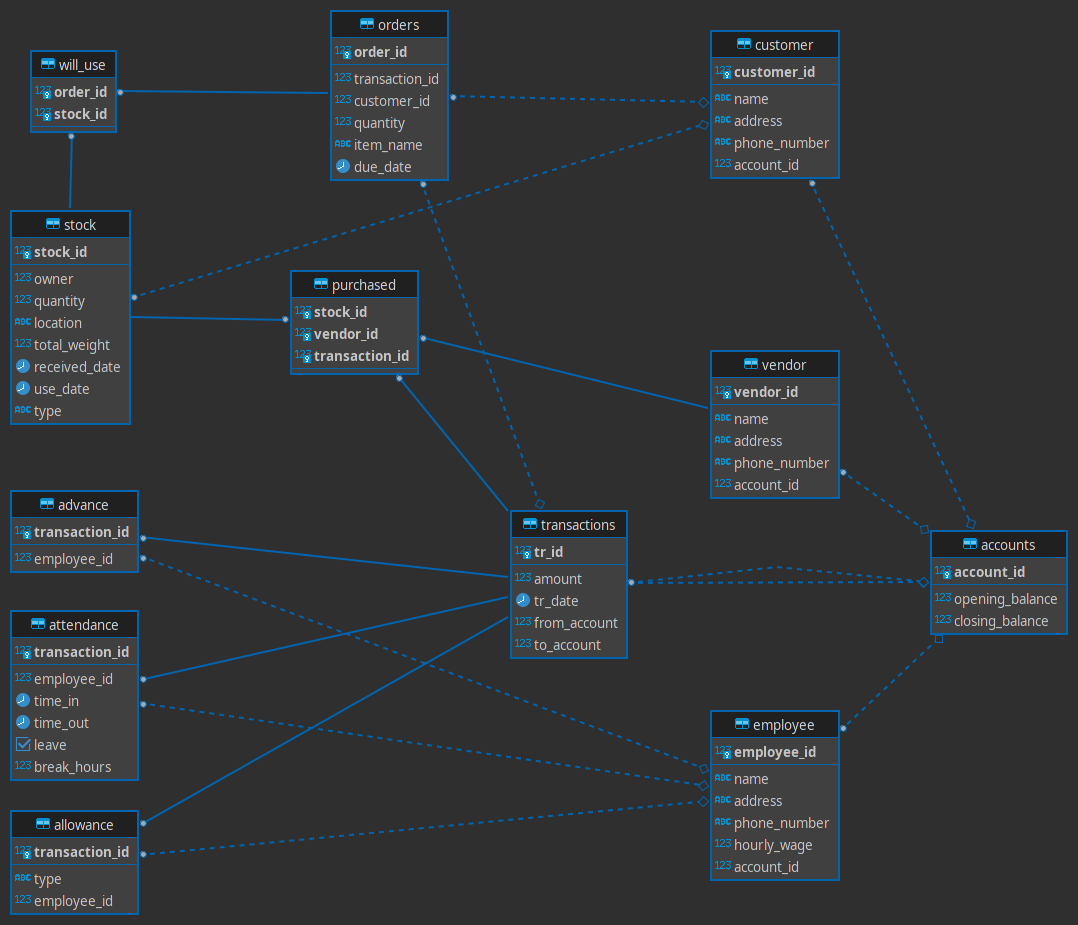 will_use
123 order_id
123 stock_id
orders
123 order_id
123 transaction_id
123 customer_id
123 quantity
ABC item_name
due_date
customer
123 customer_id
ABC name
ABC address
ABC phone_number
123 account_id
stock
123 stock_id
123 owner
123 quantity
ABC location
123 total_weight
received_date
use_date
ABC type
purchased
123 stock_id
123 vendor_id
123 transaction_id
vendor
123 vendor_id
ABC name
ABC address
ABC phone_number
123 account_id
advance
123 transaction_id
123 employee_id
transactions
123 tr_id
123 amount
tr_date
123 from_account
123 to_account
accounts
123 account_id
123 opening_balance
123 closing_balance
attendance
123 transaction_id
123 employee_id
time_in
time_out
leave
123 break_hours
employee
123 employee_id
ABC name
ABC address
ABC phone_number
123 hourly_wage
123 account_id
allowance
123 transaction_id
ABC type
123 employee_id